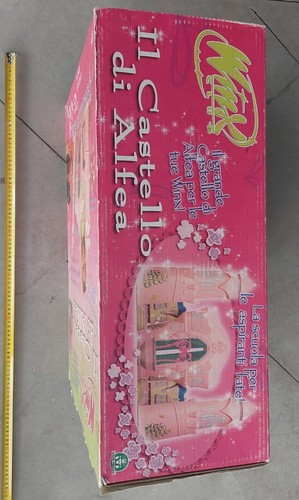 Winx
Il grande
Castello di
Alfea per le
tue Winx!
Il Castello
di Alfea
La scuola per
le aspiranti fate!